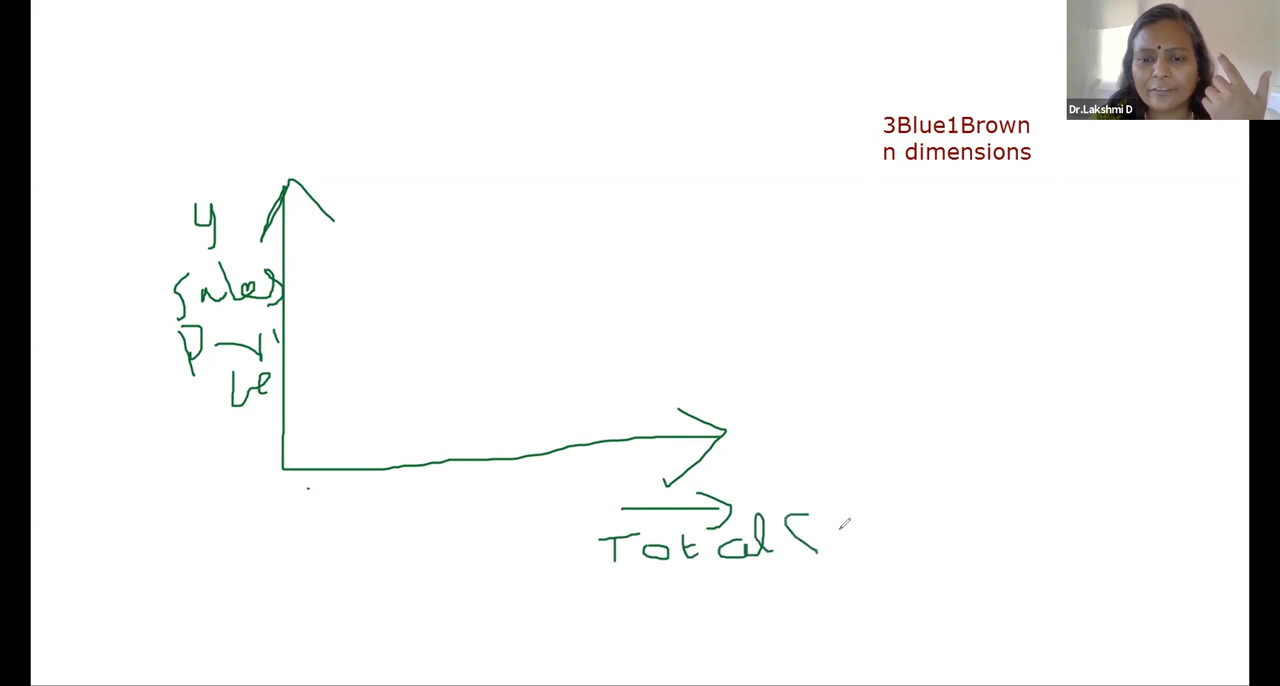 Dr.Lakshmi D
3Blue1Brown
n dimensions
y
Sales
Total